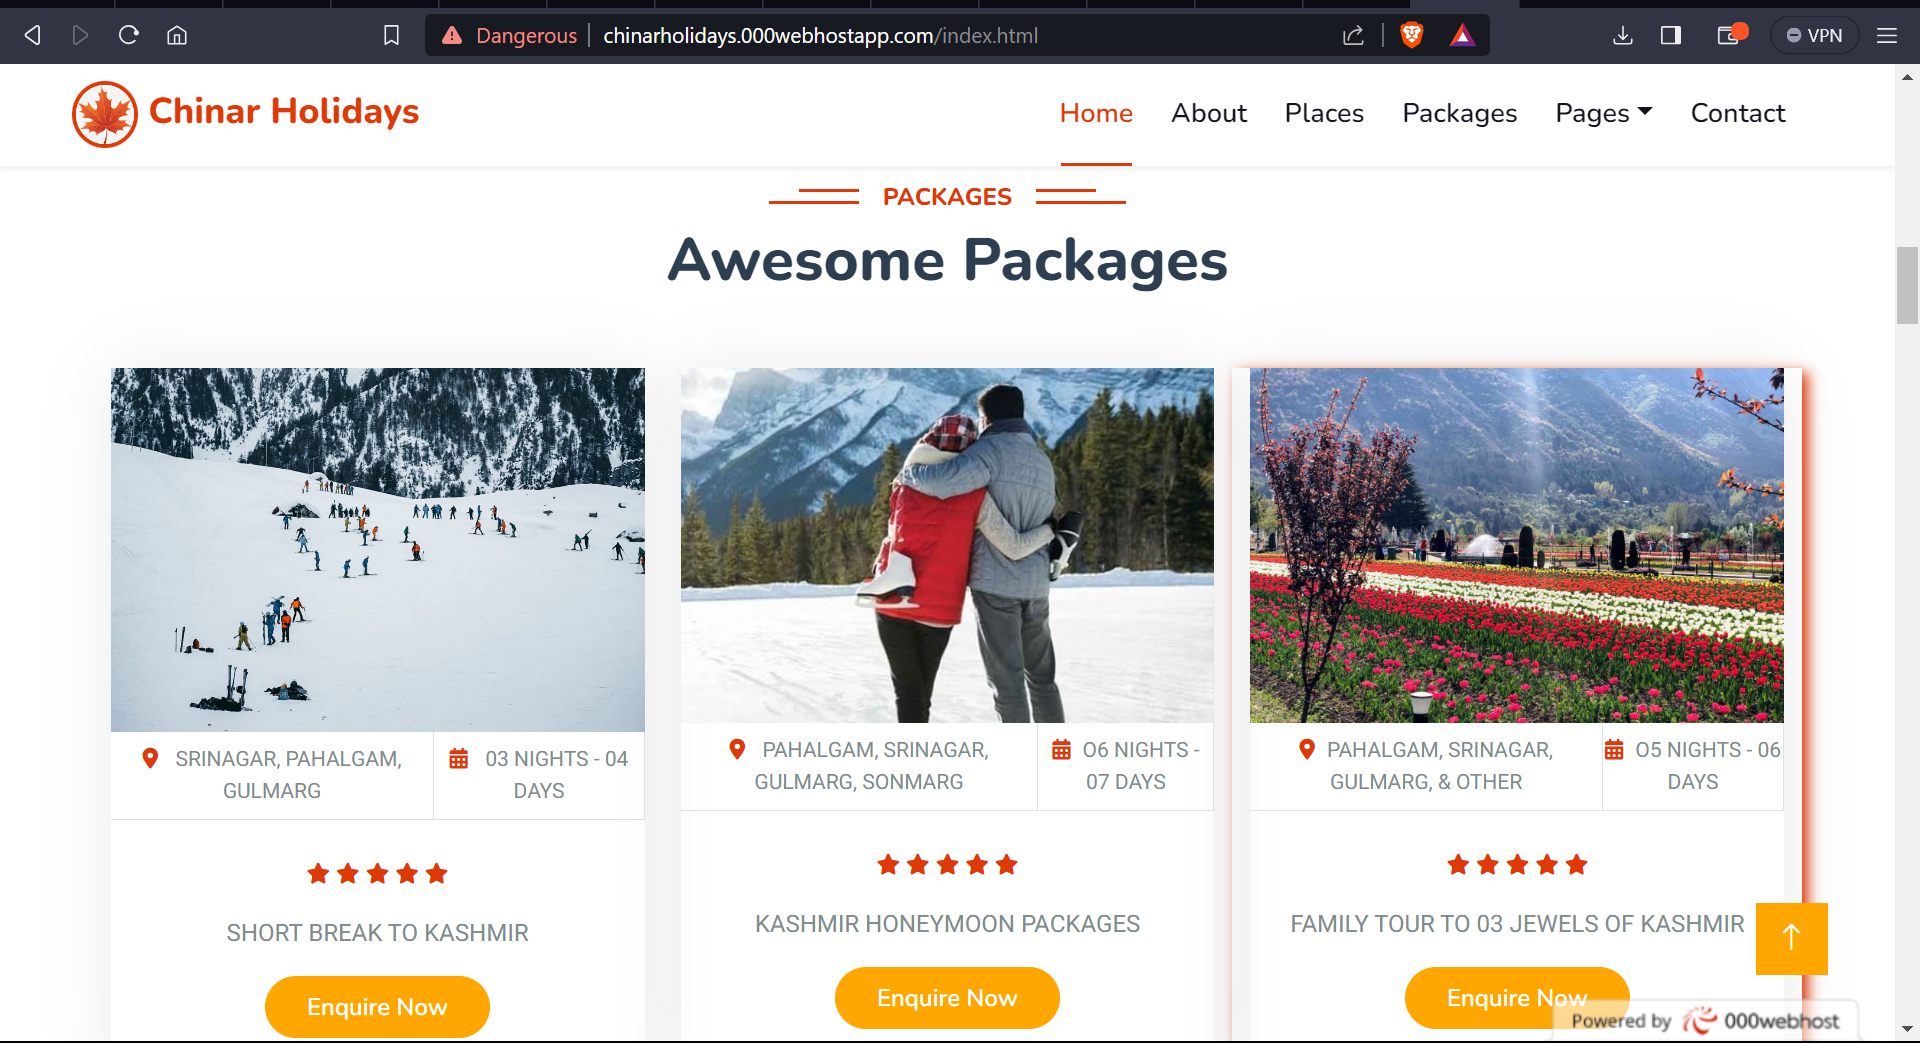 Dangerous chinarholidays.000webhostapp.com/index.html
VPN
Chinar Holidays
Home About Places Packages Pages Contact
PACKAGES
Awesome Packages
SRINAGAR, PAHALGAM,
GULMARG
03 NIGHTS - 04
DAYS
SHORT BREAK TO KASHMIR
Enquire Now
PAHALGAM, SRINAGAR,
GULMARG, SONMARG
O6 NIGHTS -
07 DAYS
KASHMIR HONEYMOON PACKAGES
Enquire Now
PAHALGAM, SRINAGAR,
GULMARG, & OTHER
O5 NIGHTS - 06
DAYS
FAMILY TOUR TO 03 JEWELS OF KASHMIR
Enquire Now
Powered by 000webhost